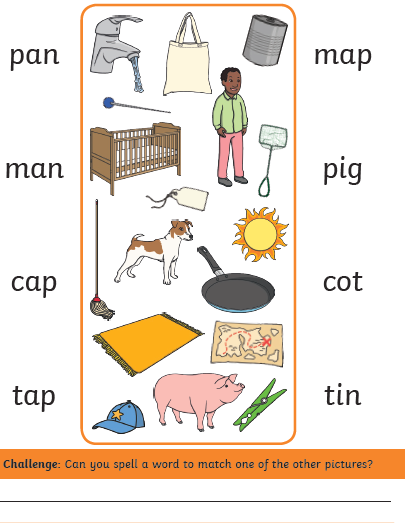 pan
map
man
pig
cap
cot
tap
tin
Challenge: Can you spell a word to match one of the other pictures?